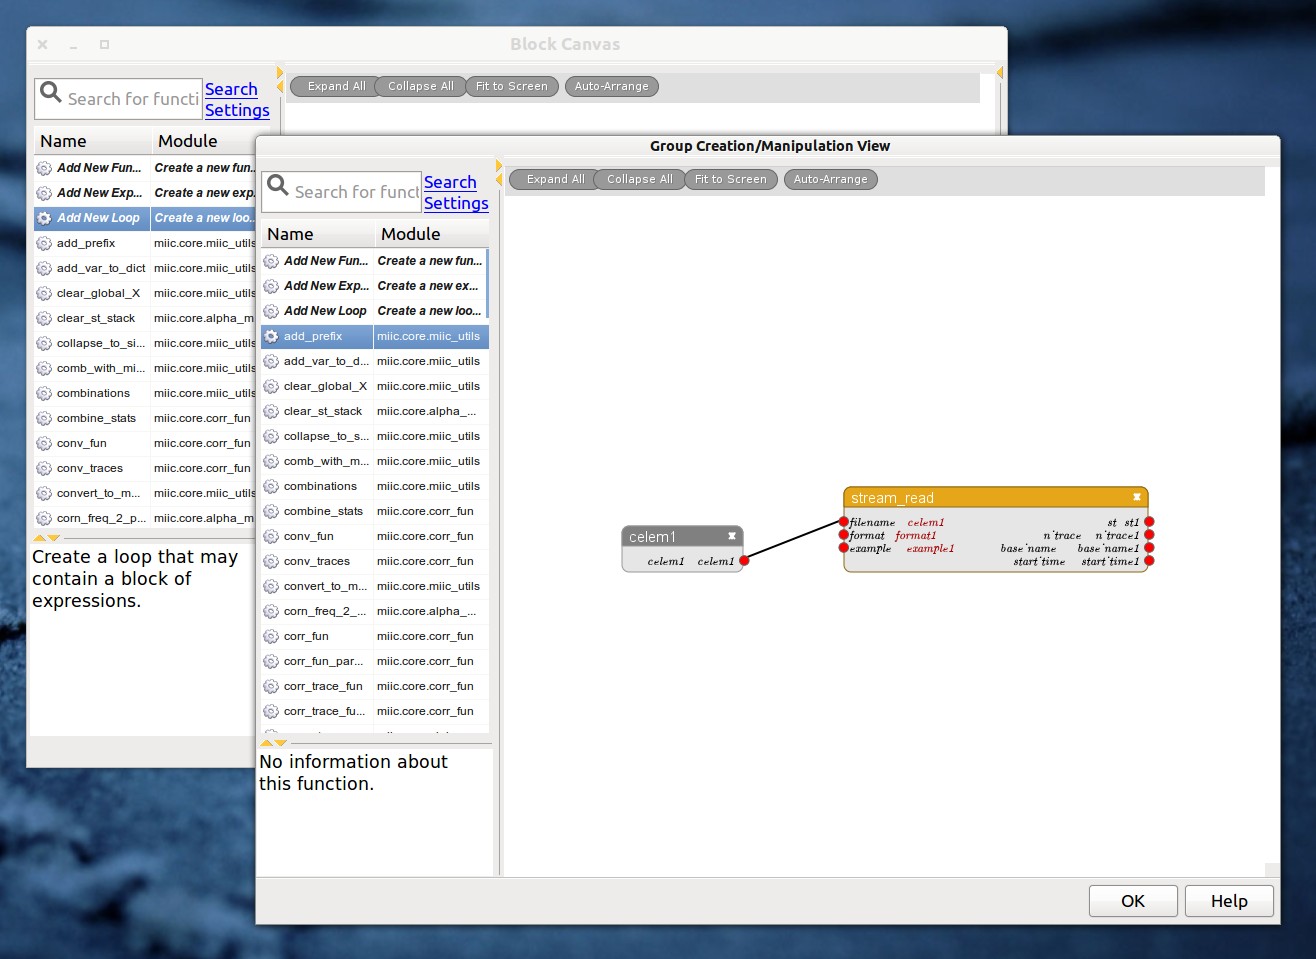 Block Canvas
Search for functi
Search
Settings
Expand All
Collapse All
Fit to Screen
Auto-Arrange
Name Module
Add New Fun... Create a new fun..
Add New Exp... Create a new exp.
Add New Loop Create a new loo..
add_prefix miic.core.miic_utils
add_var_to_dict miic.core.miic_utils
clear_global_X miic.core.miic_utils
clear_st_stack miic.core.alpha_m
collapse_to_si... miic.core.miic_utils
comb_with_mi... miic.core.miic_utils
combinations miic.core.miic_utils
combine_stats miic.core.corr_fun
conv_fun miic.core.corr_fun
conv_traces miic.core.corr_fun
convert_to_m... miic.core.miic_utils
corn_freq_2_p... miic.core.alpha_m
Create a loop that may
contain a block of
expressions.
Group Creation/Manipulation View
Search for funct
Search
Settings
Expand All
Collapse All
Fit to Screen
Auto-Arrange
Name Module
Add New Fun... Create a new fun...
Add New Exp... Create a new ex...
Add New Loop Create a new loo...
add_prefix miic.core.miic_utils
add_var_to_d... miic.core.miic_utils
clear_global_X miic.core.miic_utils
clear_st_stack miic.core.alpha_...
collapse_to_s... miic.core.miic_utils
comb_with_m... miic.core.miic_utils
combinations miic.core.miic_utils
combine_stats miic.core.corr_fun
conv_fun miic.core.corr_fun
conv_traces miic.core.corr_fun
convert_to_m... miic.core.miic_utils
corn_freq_2_... miic.core.alpha_...
corr_fun miic.core.corr_fun
corr_fun_par... miic.core.corr_fun
corr_trace_fun miic.core.corr_fun
corr_trace_fu... miic.core.corr_fun
No information about
this function.
celem1
celem1 celem1
stream_read
filename celem1 st st1
format format1 n˙trace n˙trace1
example example1 base˙name base˙name1
start˙time start˙time1
OK
Help